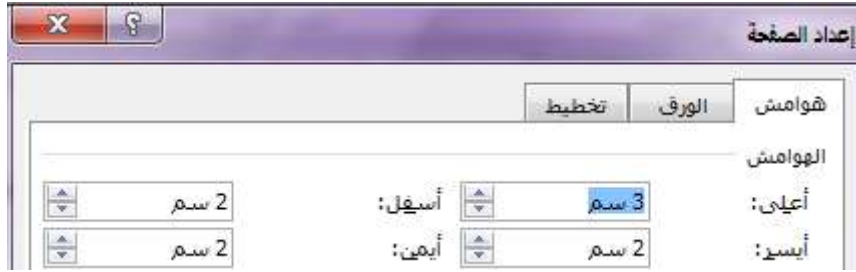 إعداد الصفحة
هوامش الورق تخطيط
الهوامش
أعلى: 3 سم أسفل: 2 سم
أيسر: 2 سم أيمن: 2 سم